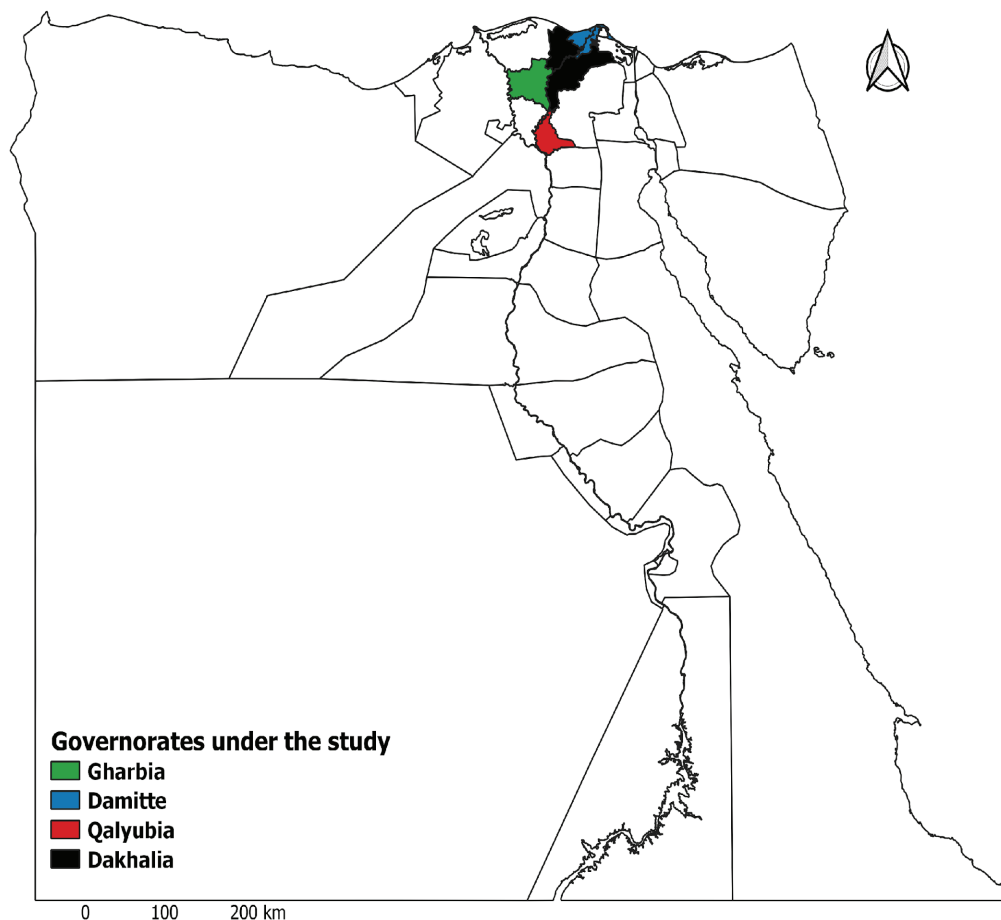 Governorates under the study
Gharbia
Damitte
Qalyubia
Dakhalia
0 100 200 km